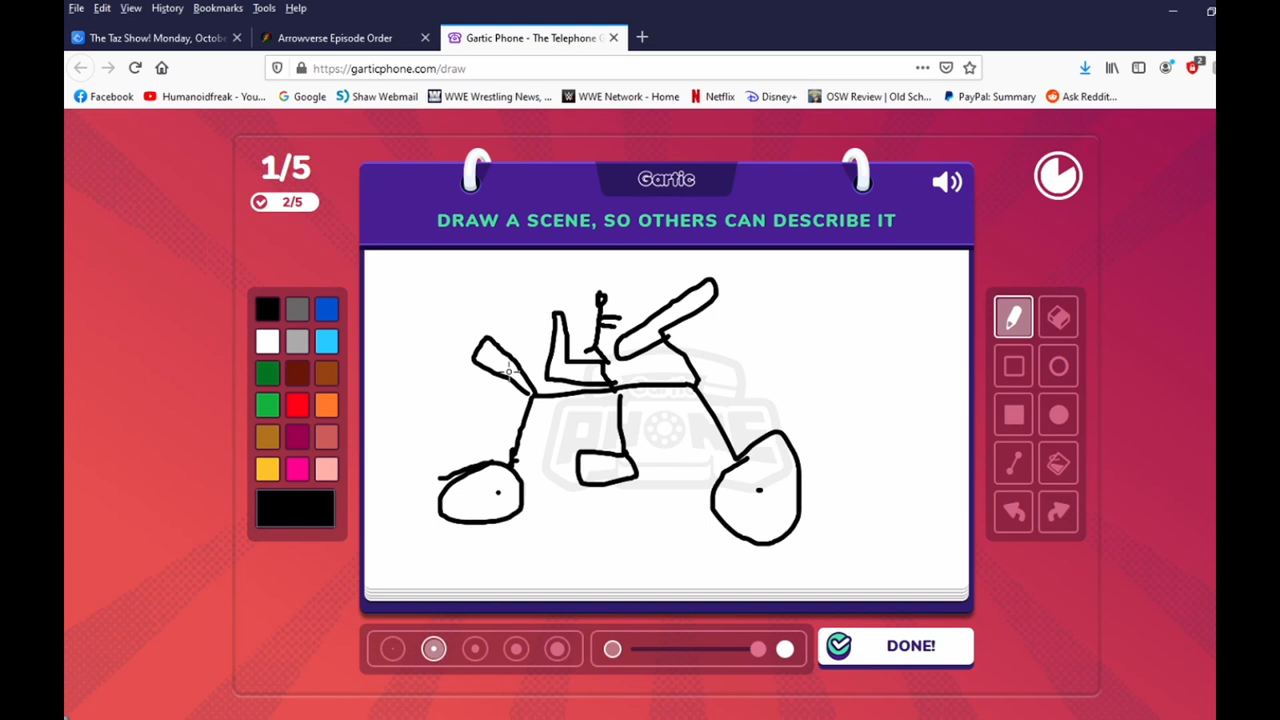 File Edit View History Bookmarks Tools Help
The Taz Show! Monday, Octob
Arrowverse Episode Order
Gartic Phone - The Telephone G
https://garticphone.com/draw
2
Facebook
Humanoidfreak - You...
Google
Shaw Webmail
WWE Wrestling News, ...
WWE Network - Home
Netflix
Disney+
OSW Review | Old Sch...
PayPal: Summary
Ask Reddit...
1/5
2/5
Gartic
DRAW A SCENE, SO OTHERS CAN DESCRIBE IT
Gartic
PHONE
DONE!